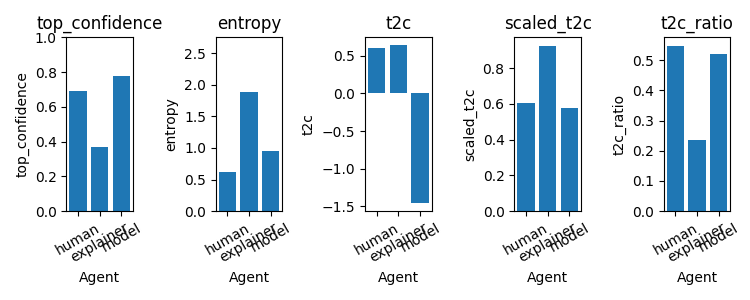 top_confidence
1.0
0.8
0.6
0.4
0.2
0.0
top_confidence
human
explainer
model
Agent
entropy
2.5
2.0
1.5
1.0
0.5
0.0
entropy
human
explainer
model
Agent
t2c
0.5
0.0
−0.5
−1.0
−1.5
t2c
human
explainer
model
Agent
scaled_t2c
0.8
0.6
0.4
0.2
0.0
scaled_t2c
human
explainer
model
Agent
t2c_ratio
0.5
0.4
0.3
0.2
0.1
0.0
t2c_ratio
human
explainer
model
Agent